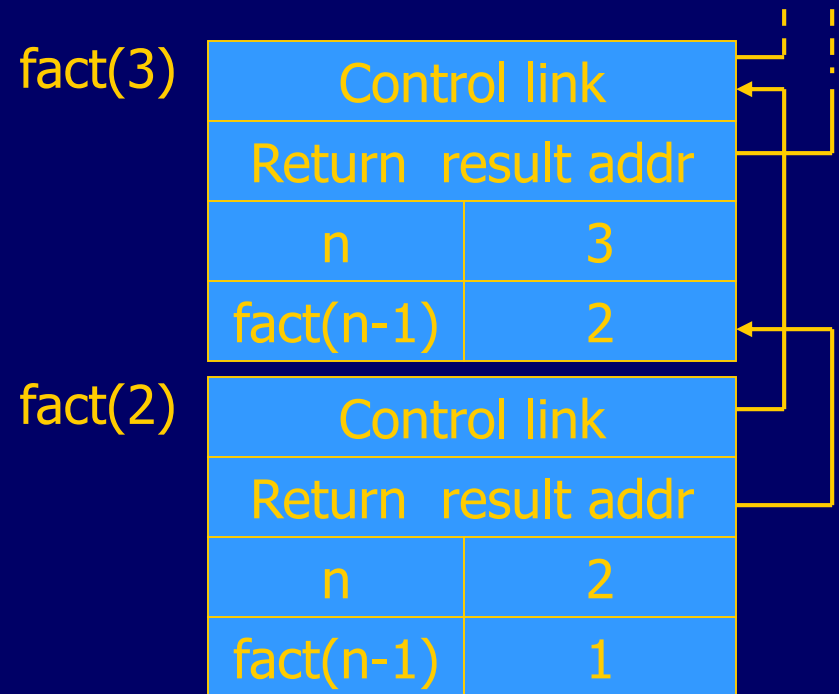 fact(3)
Control link
Return result addr
n 3
fact(n-1) 2
fact(2)
Control link
Return result addr
n 2
fact(n-1) 1